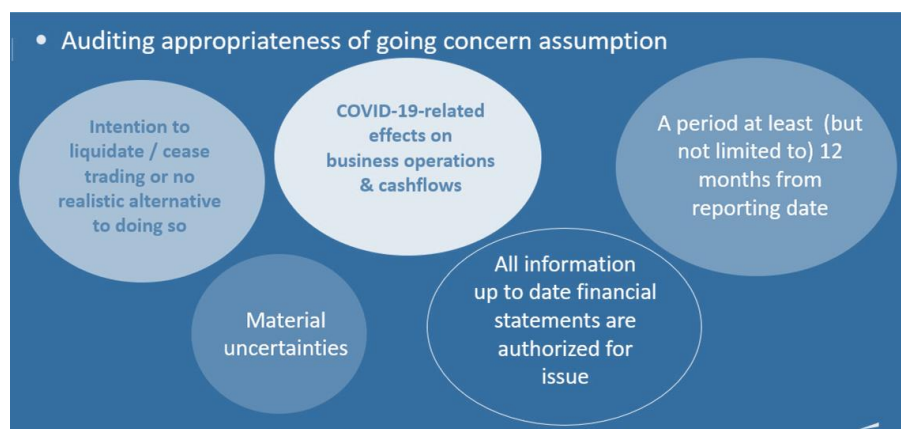 • Auditing appropriateness of going concern assumption
Intention to
liquidate / cease
trading or no
realistic alternative
to doing so
COVID-19-related
effects on
business operations
& cashflows
A period at least (but
not limited to) 12
months from
reporting date
Material
uncertainties
All information
up to date financial
statements are
authorized for
issue